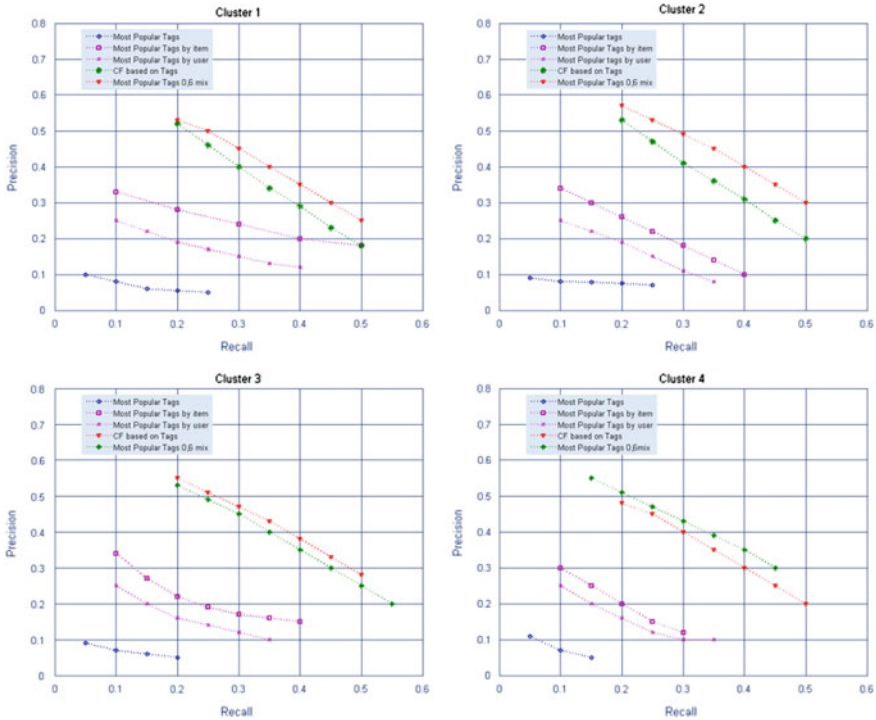 Cluster 1
0.8
0.7
0.6
0.5
0.4
0.3
0.2
0.1
0
Precision
Most Popular Tags
Most Popular Tags by item
Most Popular Tags by user
CF based on Tags
Most Popular Tags 0,6 mix
0 0.1 0.2 0.3 0.4 0.5 0.6
Recall
Cluster 2
0.8
0.7
0.6
0.5
0.4
0.3
0.2
0.1
0
Precision
Most Popular tags
Most Popular Tags by item
Most Popular tags by user
CF based on Tags
Most Popular Tags 0,6 mix
0 0.1 0.2 0.3 0.4 0.5 0.6
Recall
Cluster 3
0.8
0.7
0.6
0.5
0.4
0.3
0.2
0.1
0
Precision
Most Popular Tags
Most Popular Tags by item
Most Popular Tags by user
CF based on Tags
Most Popular Tags 0,6 mix
0 0.1 0.2 0.3 0.4 0.5 0.6
Recall
Cluster 4
0.8
0.7
0.6
0.5
0.4
0.3
0.2
0.1
0
Precision
Most Popular Tags
Most Popular Tags by item
Most Popular Tags by user
CF based on Tags
Most Popular Tags 0,6mix
0 0.1 0.2 0.3 0.4 0.5 0.6
Recall